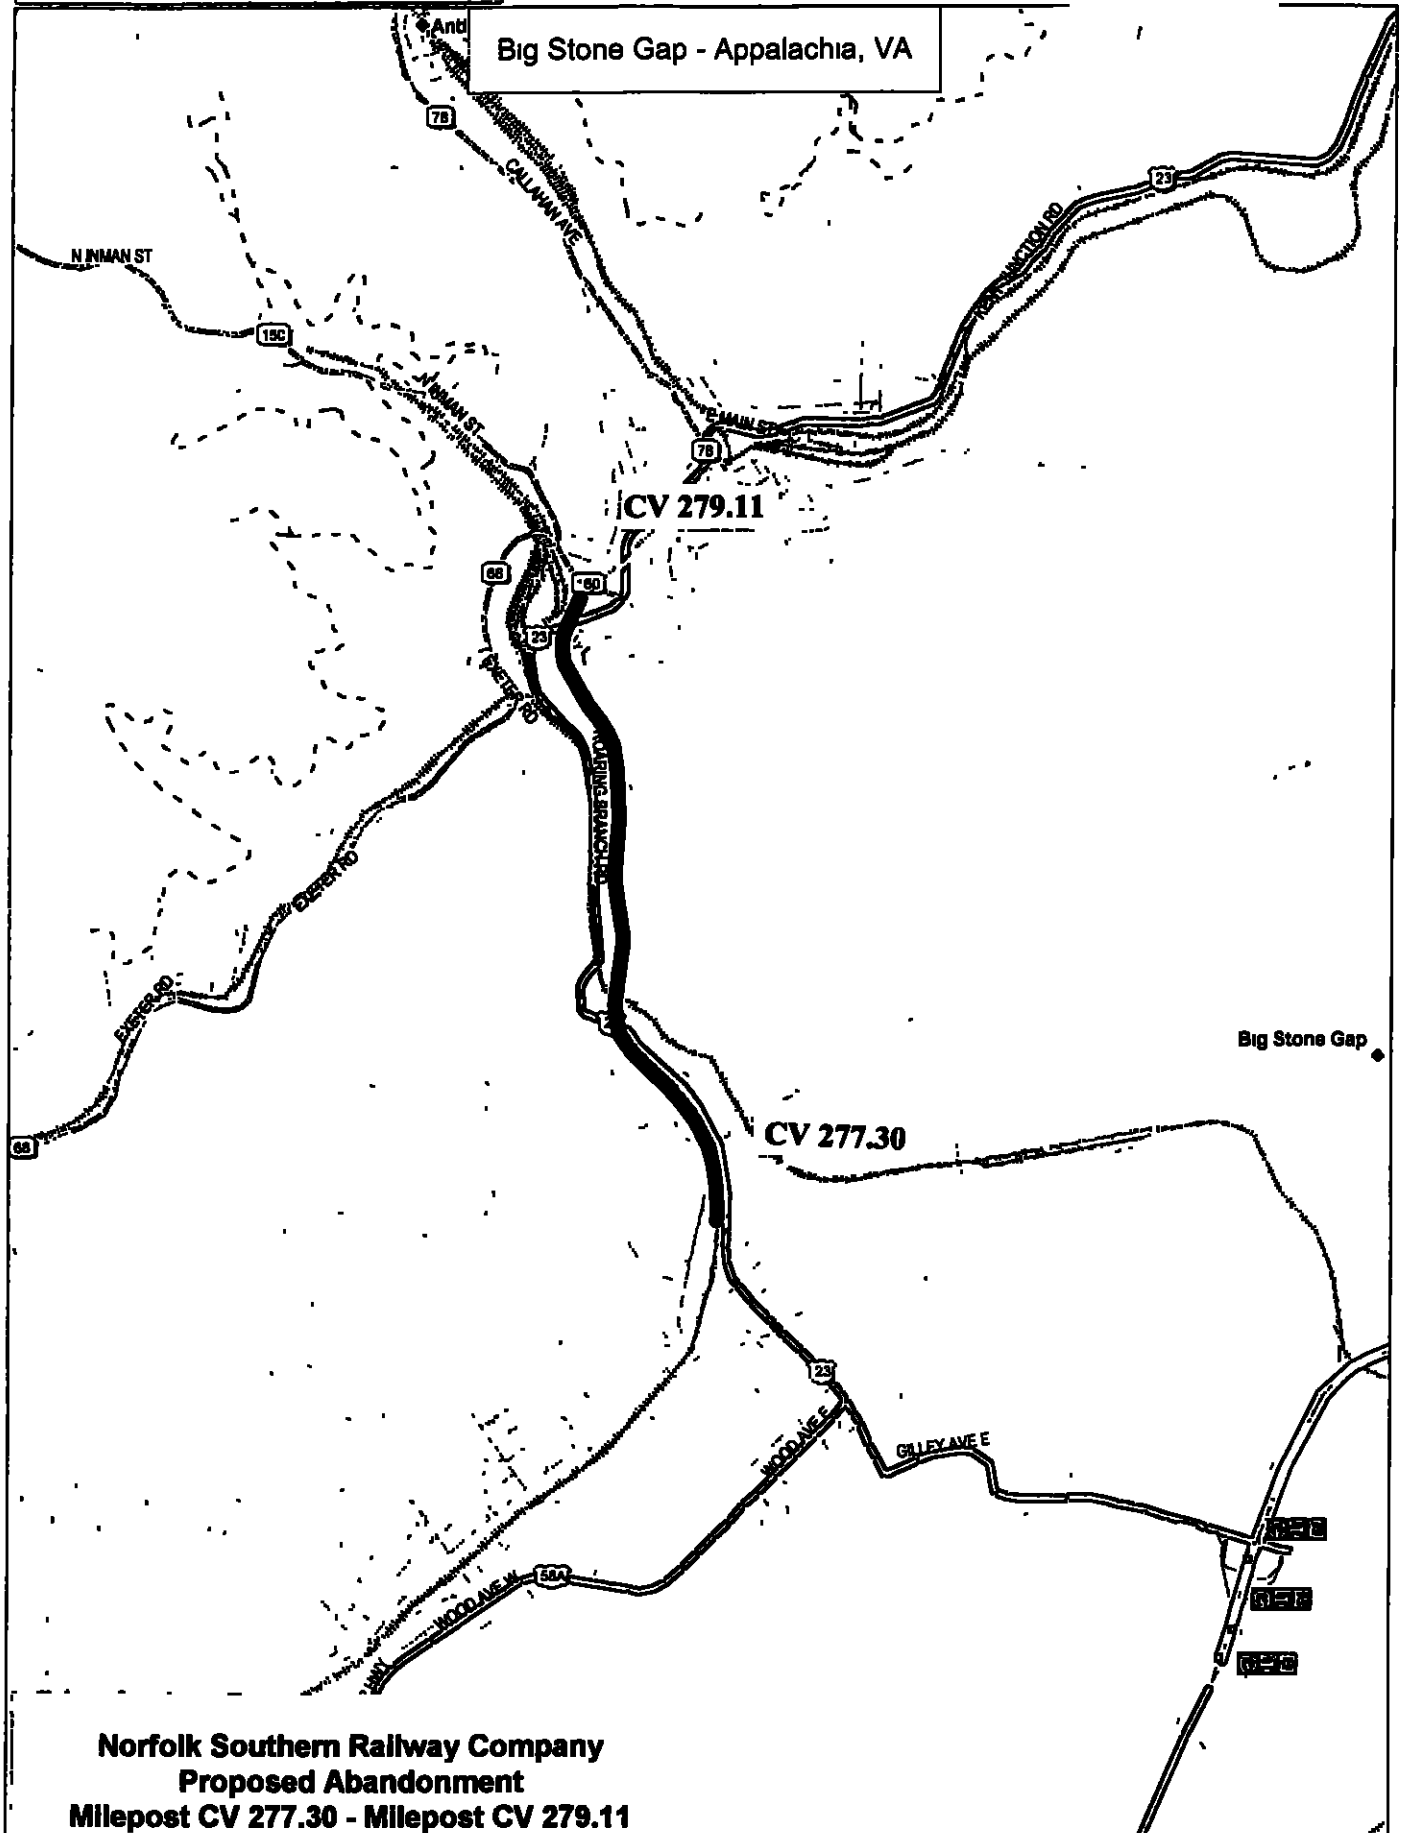 Big Stone Gap - Appalachia, VA
78
CALLAHAN AVE
23
N INMAN ST
15C
N INMAN ST
E MAIN ST
78
CV 279.11
68
23
EXETER RD
ROARING BRANCH RD
EXETER RD
EXETER RD
Big Stone Gap
CV 277.30
68
23
WOOD AVE E
GILLEY AVE E
58A
WOOD AVE W
HWY
Norfolk Southern Railway Company
Proposed Abandonment
Milepost CV 277.30 - Milepost CV 279.11